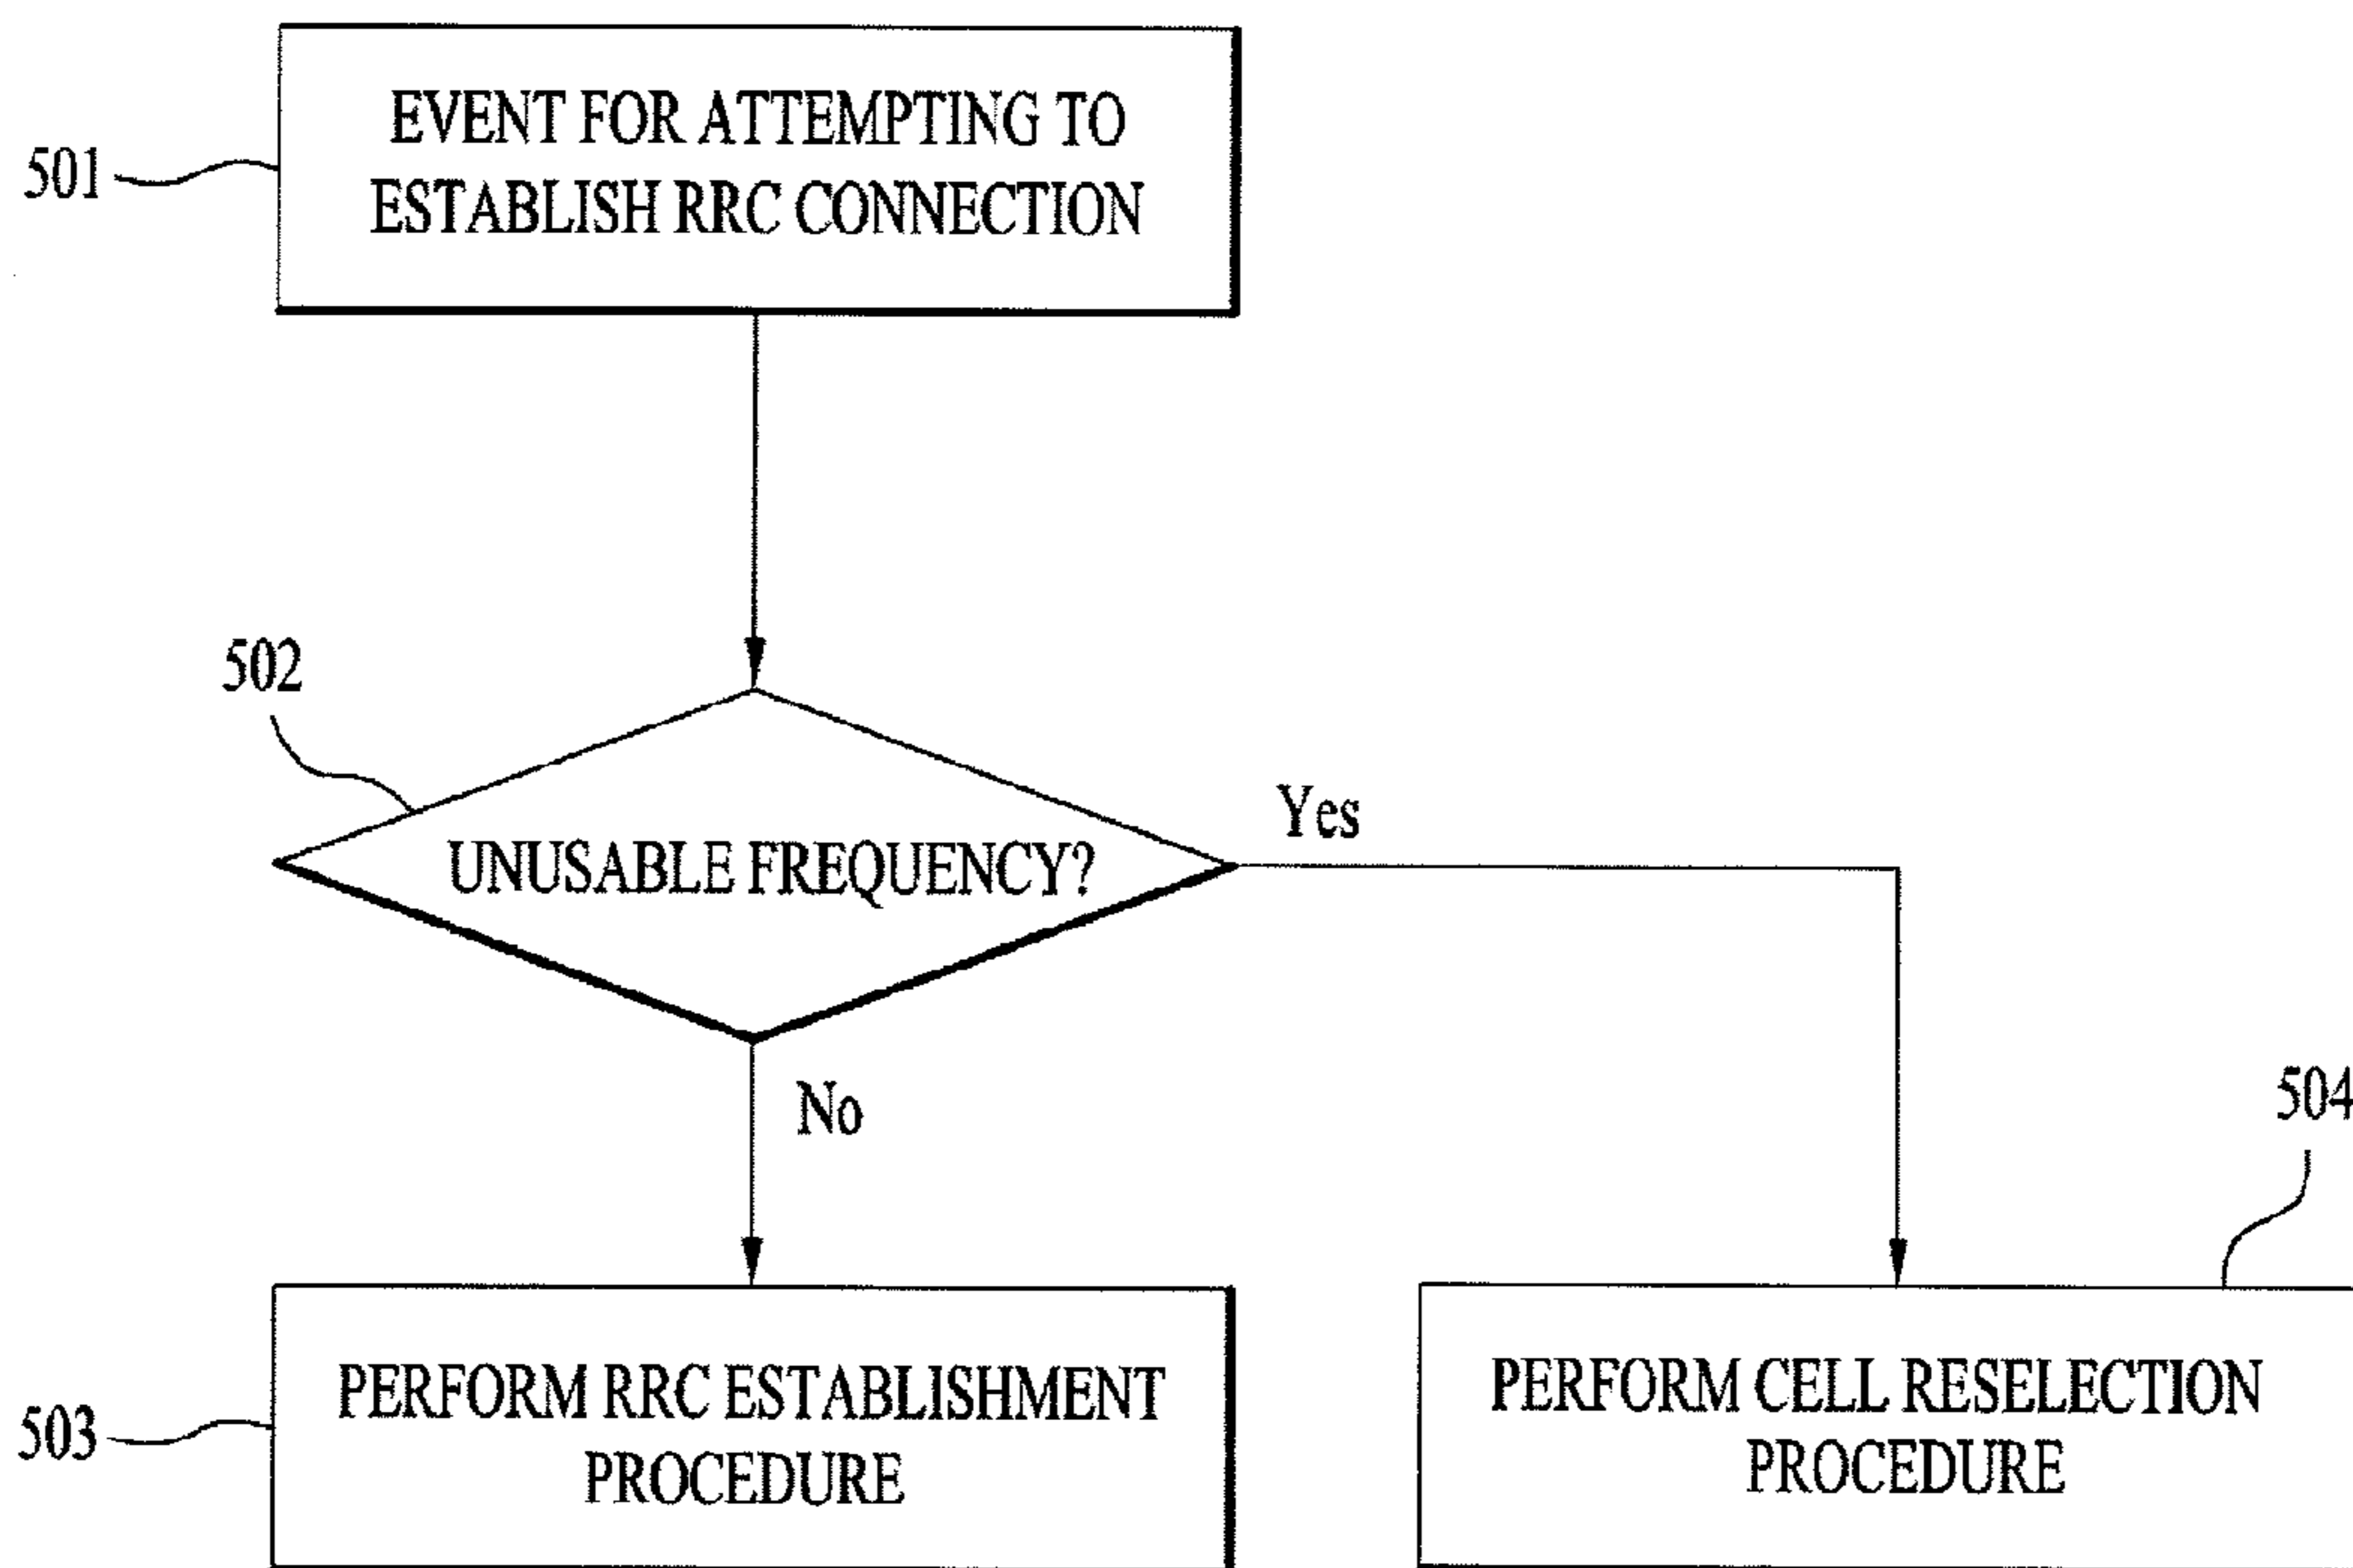 501
EVENT FOR ATTEMPTING TO
ESTABLISH RRC CONNECTION
502
UNUSABLE FREQUENCY?
Yes
No
504
503
PERFORM RRC ESTABLISHMENT
PROCEDURE
PERFORM CELL RESELECTION
PROCEDURE